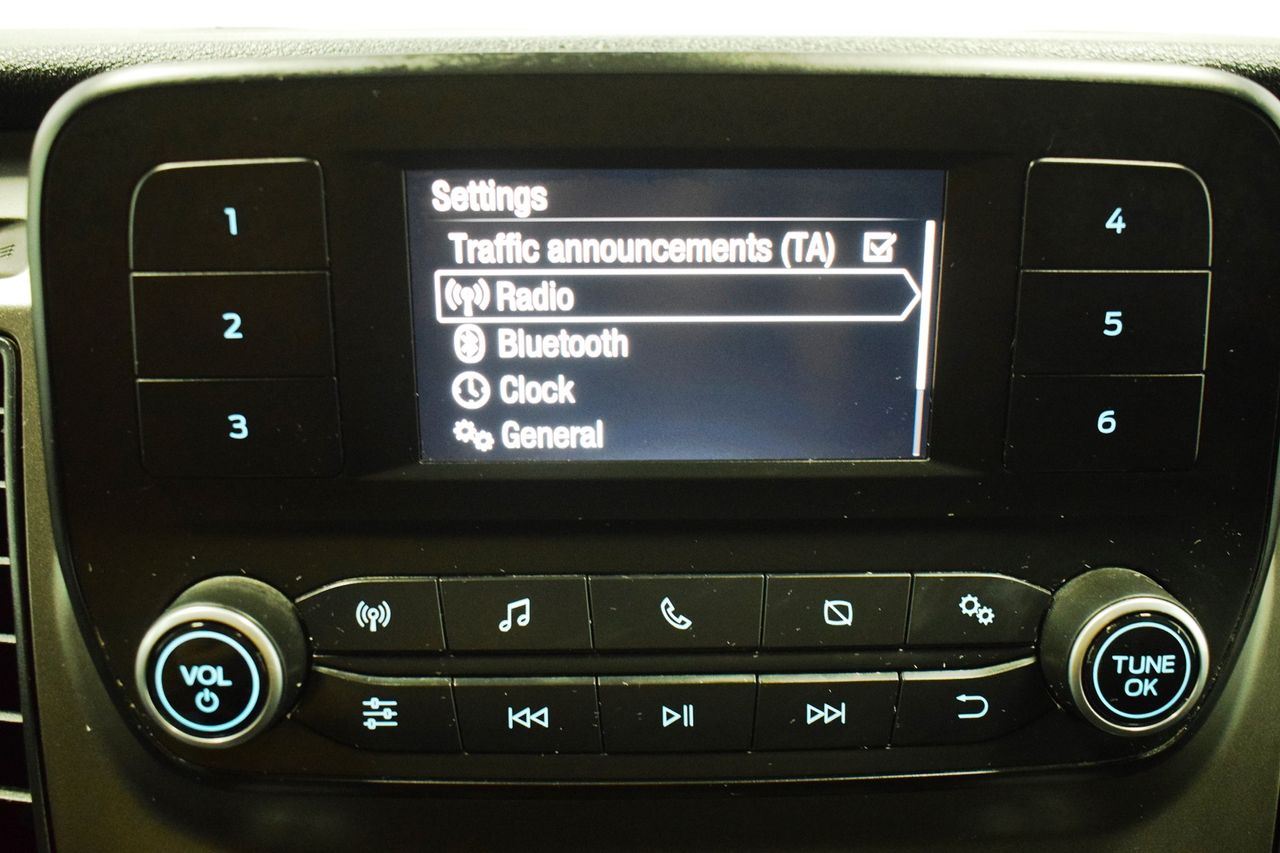 Settings
Traffic announcements (TA)
Radio
Bluetooth
Clock
General
1
2
3
4
5
6
VOL
TUNE
OK